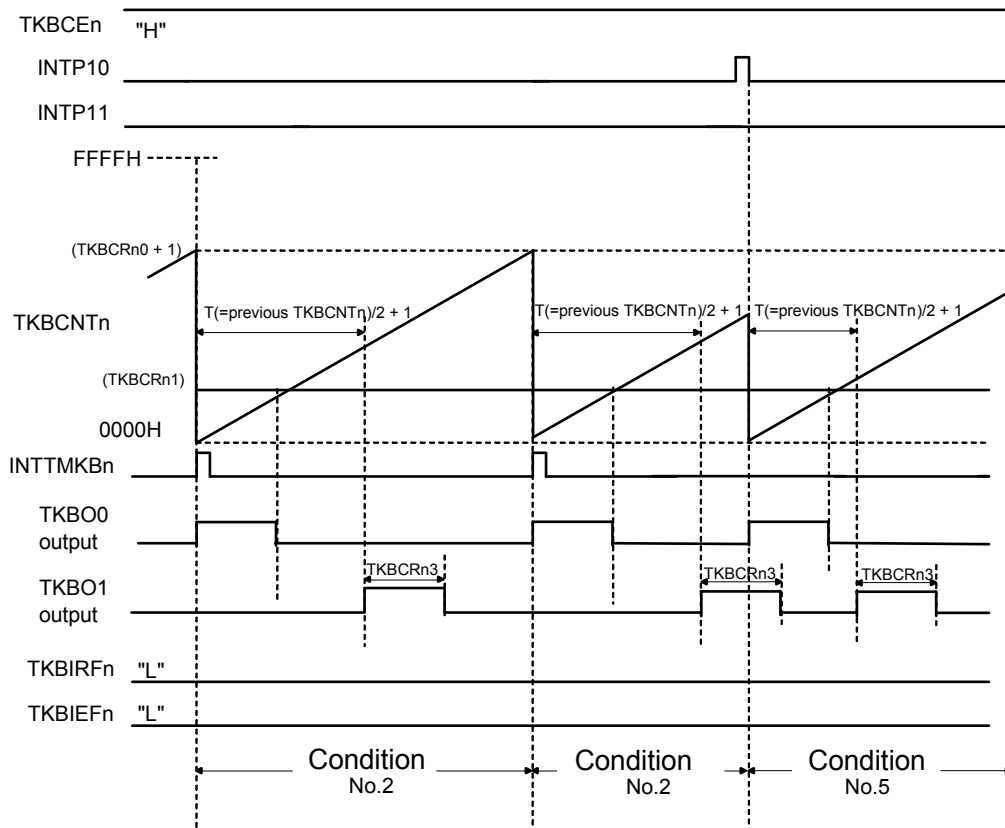 TKBCEn "H"
INTP10
INTP11
FFFFH
(TKBCRn0 + 1)
T(=previous TKBCNTn)/2 + 1
T(=previous TKBCNTn)/2 + 1
T(=previous TKBCNTn)/2 + 1
TKBCNTn
(TKBCRn1)
0000H
INTTMKBn
TKBO0
output
TKBCRn3
TKBCRn3
TKBCRn3
TKBO1
output
TKBIRFn "L"
TKBIEFn "L"
Condition
No.2
Condition
No.2
Condition
No.5